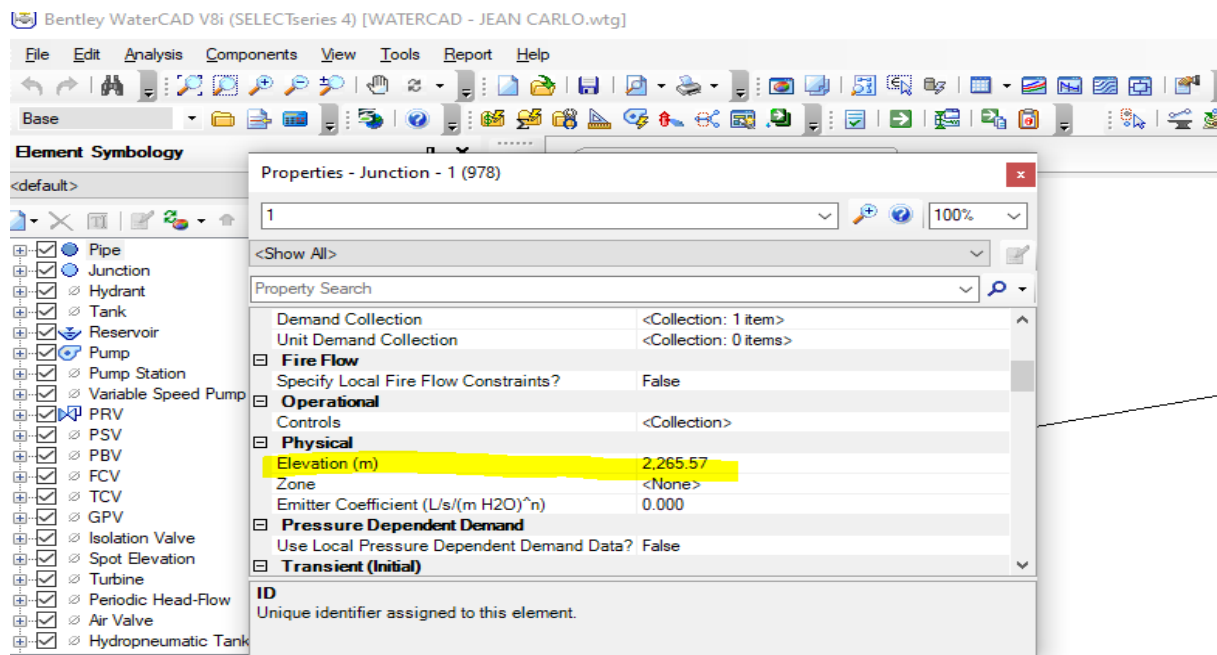 Bentley WaterCAD V8i (SELECTseries 4) [WATERCAD - JEAN CARLO.wtg]
File Edit Analysis Components View Tools Report Help
Base
Element Symbology
<default>
Pipe
Junction
Hydrant
Tank
Reservoir
Pump
Pump Station
Variable Speed Pump
PRV
PSV
PBV
FCV
TCV
GPV
Isolation Valve
Spot Elevation
Turbine
Periodic Head-Flow
Air Valve
Hydropneumatic Tank
Properties - Junction - 1 (978)
1 100%
<Show All>
Property Search
Demand Collection <Collection: 1 item>
Unit Demand Collection <Collection: 0 items>
Fire Flow
Specify Local Fire Flow Constraints? False
Operational
Controls <Collection>
Physical
Elevation (m) 2,265.57
Zone <None>
Emitter Coefficient (L/s/(m H2O)^n) 0.000
Pressure Dependent Demand
Use Local Pressure Dependent Demand Data? False
Transient (Initial)
ID
Unique identifier assigned to this element.